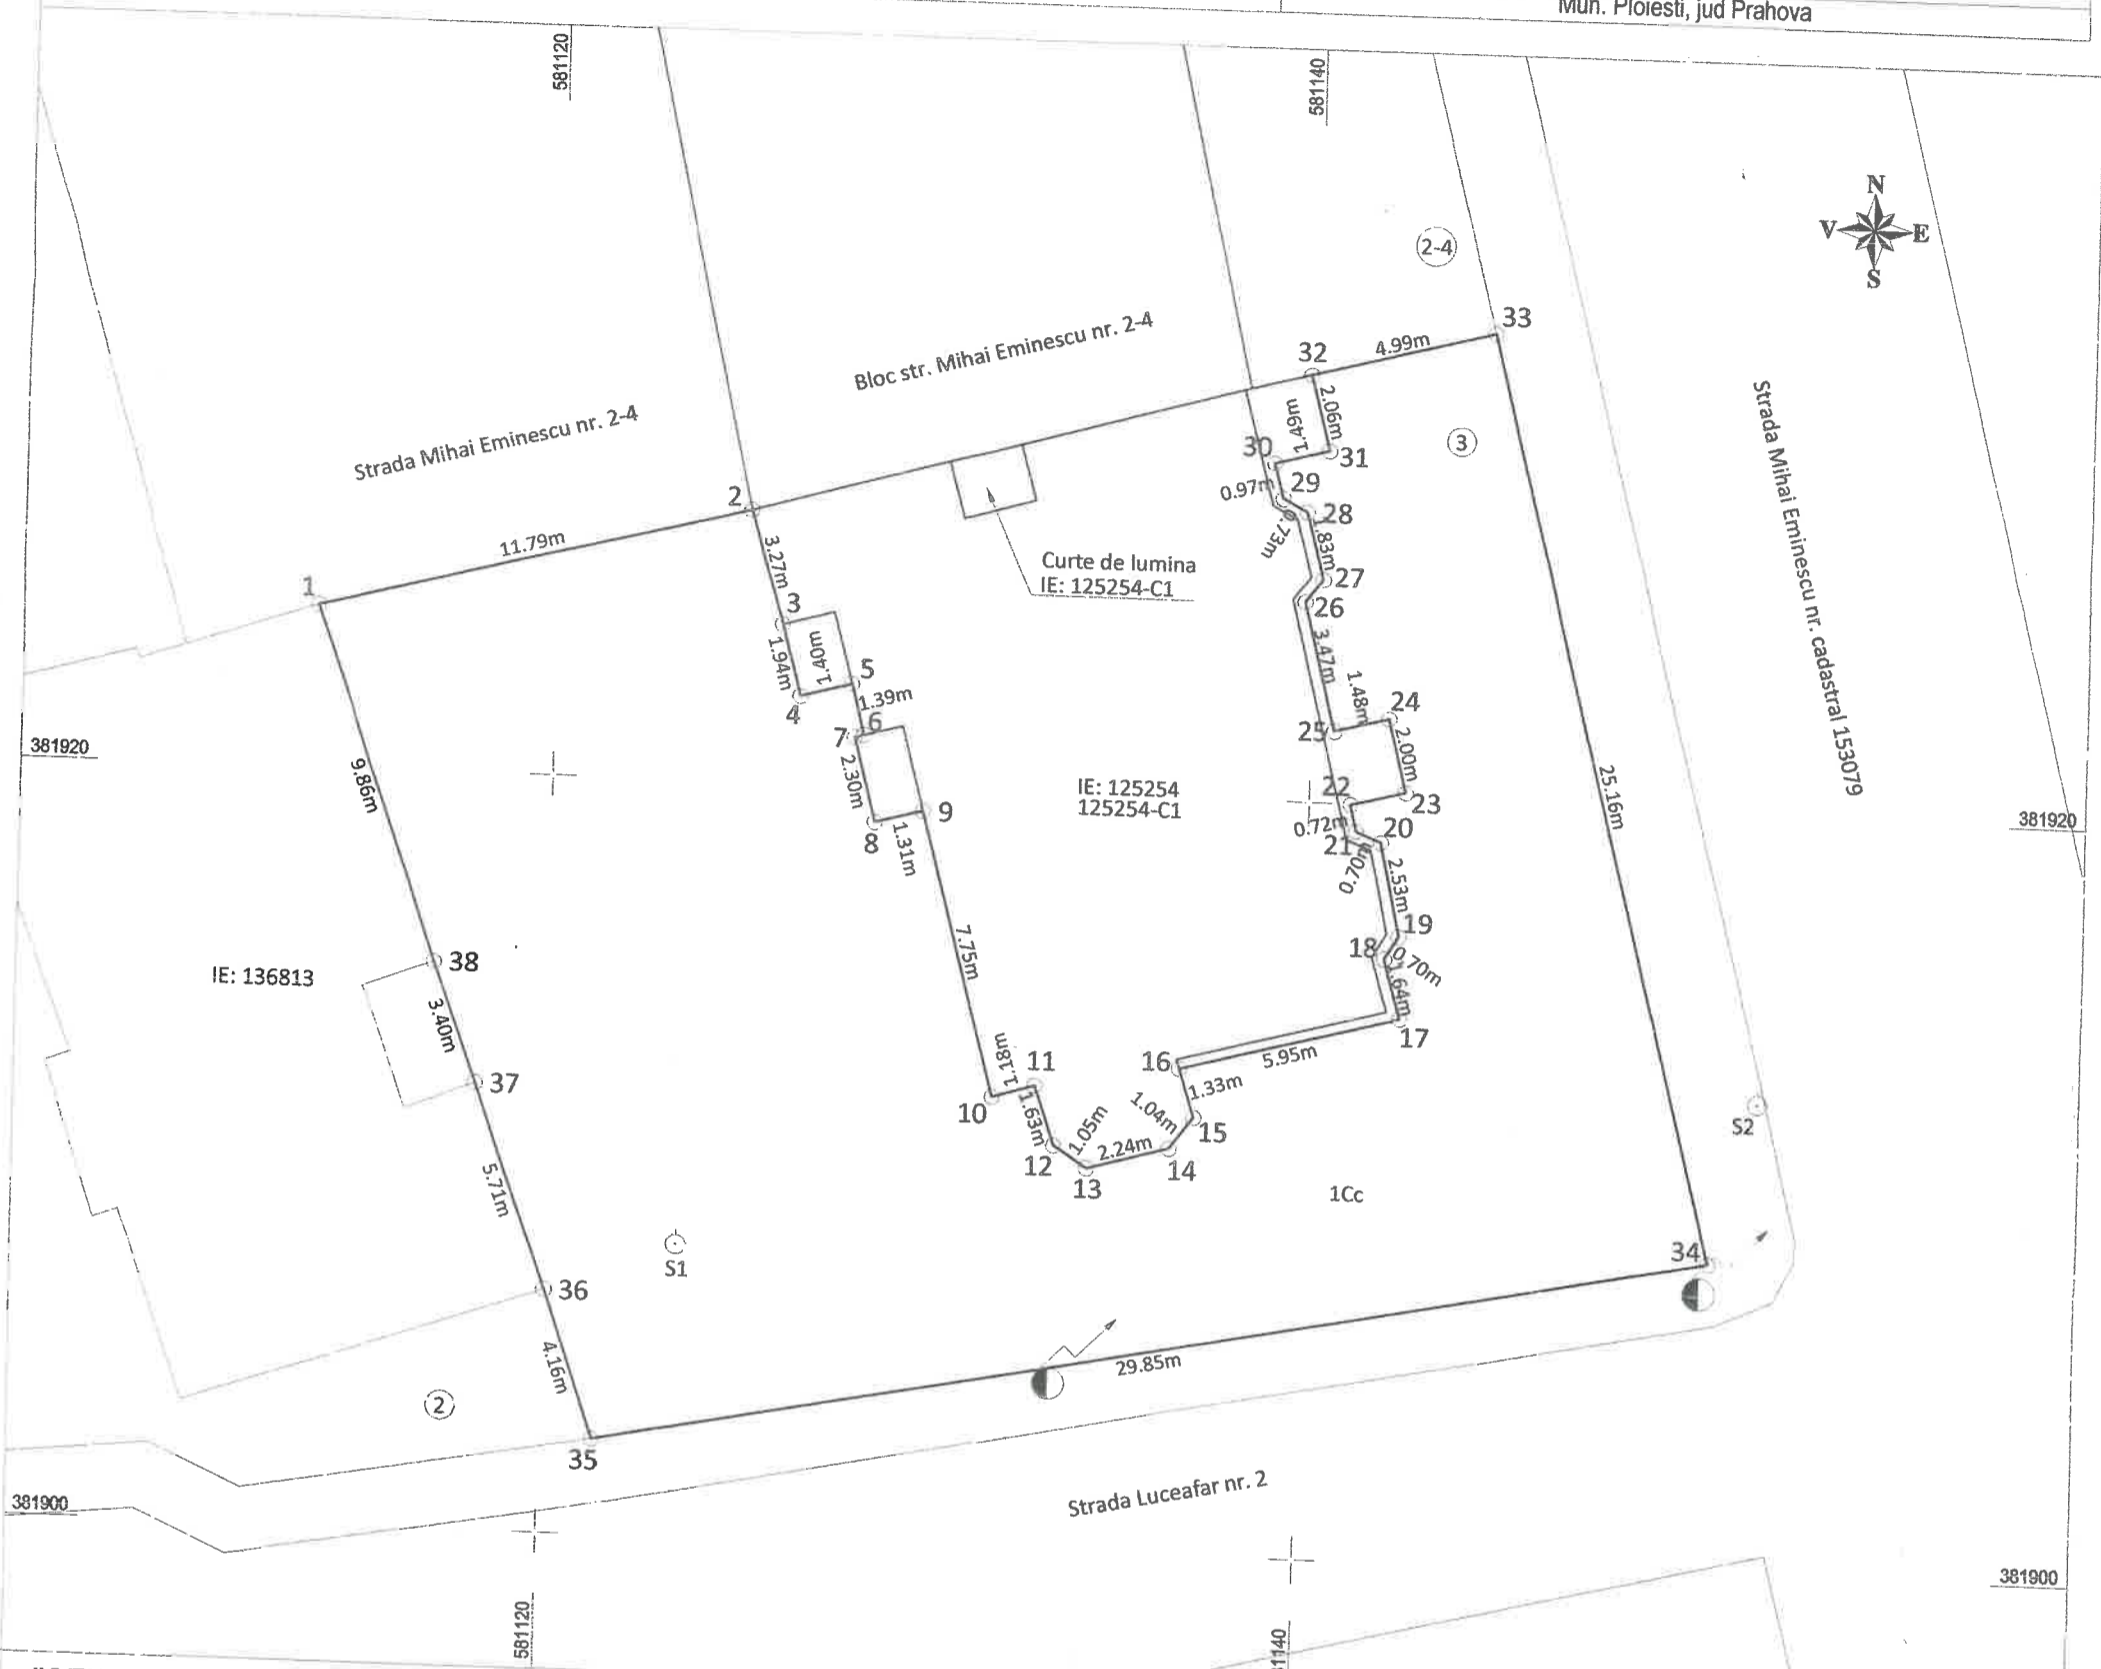 Mun. Ploiesti, jud Prahova
581120
581140
N
V E
S
2-4
33
4.99m
32
Bloc str. Mihai Eminescu nr. 2-4
2.06m
1.49m
Strada Mihai Eminescu nr. 2-4
3
30
31
29
0.97m
2
28
0.73m
1.83m
11.79m
3.27m
Curte de lumina
IE: 125254-C1
27
1
3
26
3.47m
1.94m
1.40m
5
1.39m
4
1.48m
24
6
7
25
2.00m
Strada Mihai Eminescu nr. cadastral 153079
381920
9.86m
2.30m
IE: 125254
125254-C1
22
23
25.16m
9
0.72m
20
381920
8
1.31m
21
0.70m
2.53m
19
7.75m
18
0.70m
38
IE: 136813
1.64m
3.40m
17
1.18m
11
16
5.95m
37
1.33m
10
1.63m
1.05m
1.04m
15
S2
12
2.24m
14
13
5.71m
1Cc
34
S1
36
4.16m
29.85m
2
35
Strada Luceafar nr. 2
381900
381900
581120